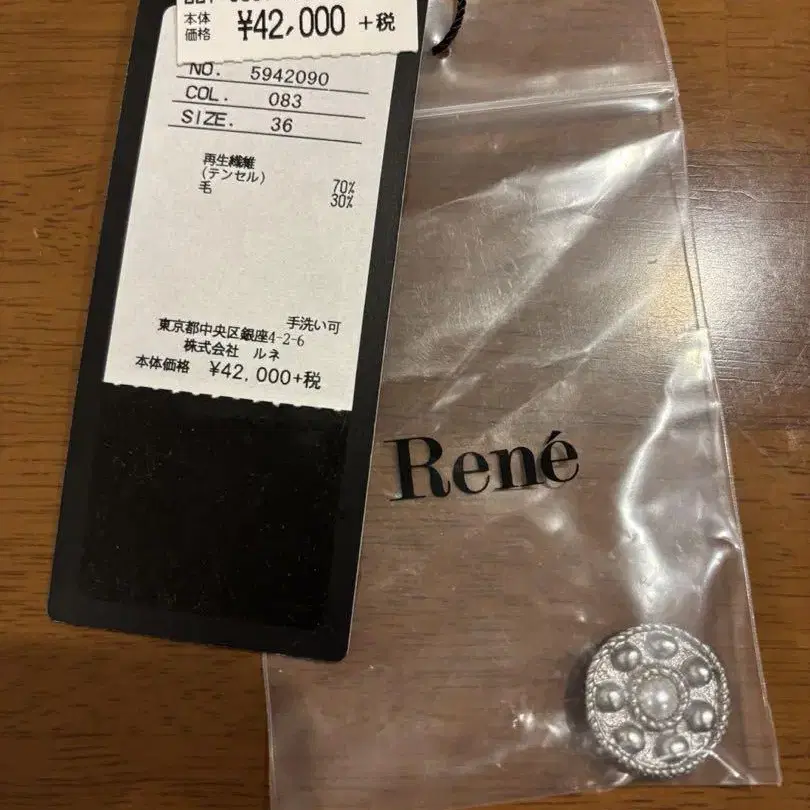 本体
価格 ¥42,000 +税
NO. 5942090
COL. 083
SIZE. 36
再生繊維
(テンセル) 70%
毛 30%
手洗い可
東京都中央区銀座4-2-6
株式会社 ルネ
本体価格 ¥42,000+税
René